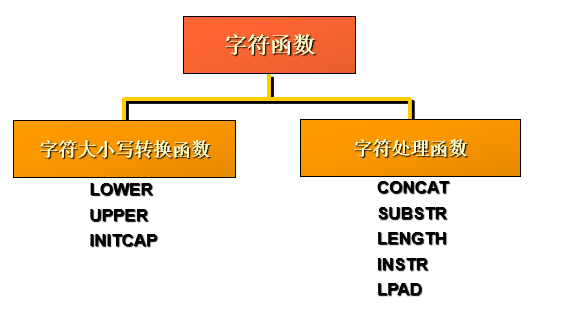 字符函数
字符大小写转换函数
LOWER
UPPER
INITCAP
字符处理函数
CONCAT
SUBSTR
LENGTH
INSTR
LPAD